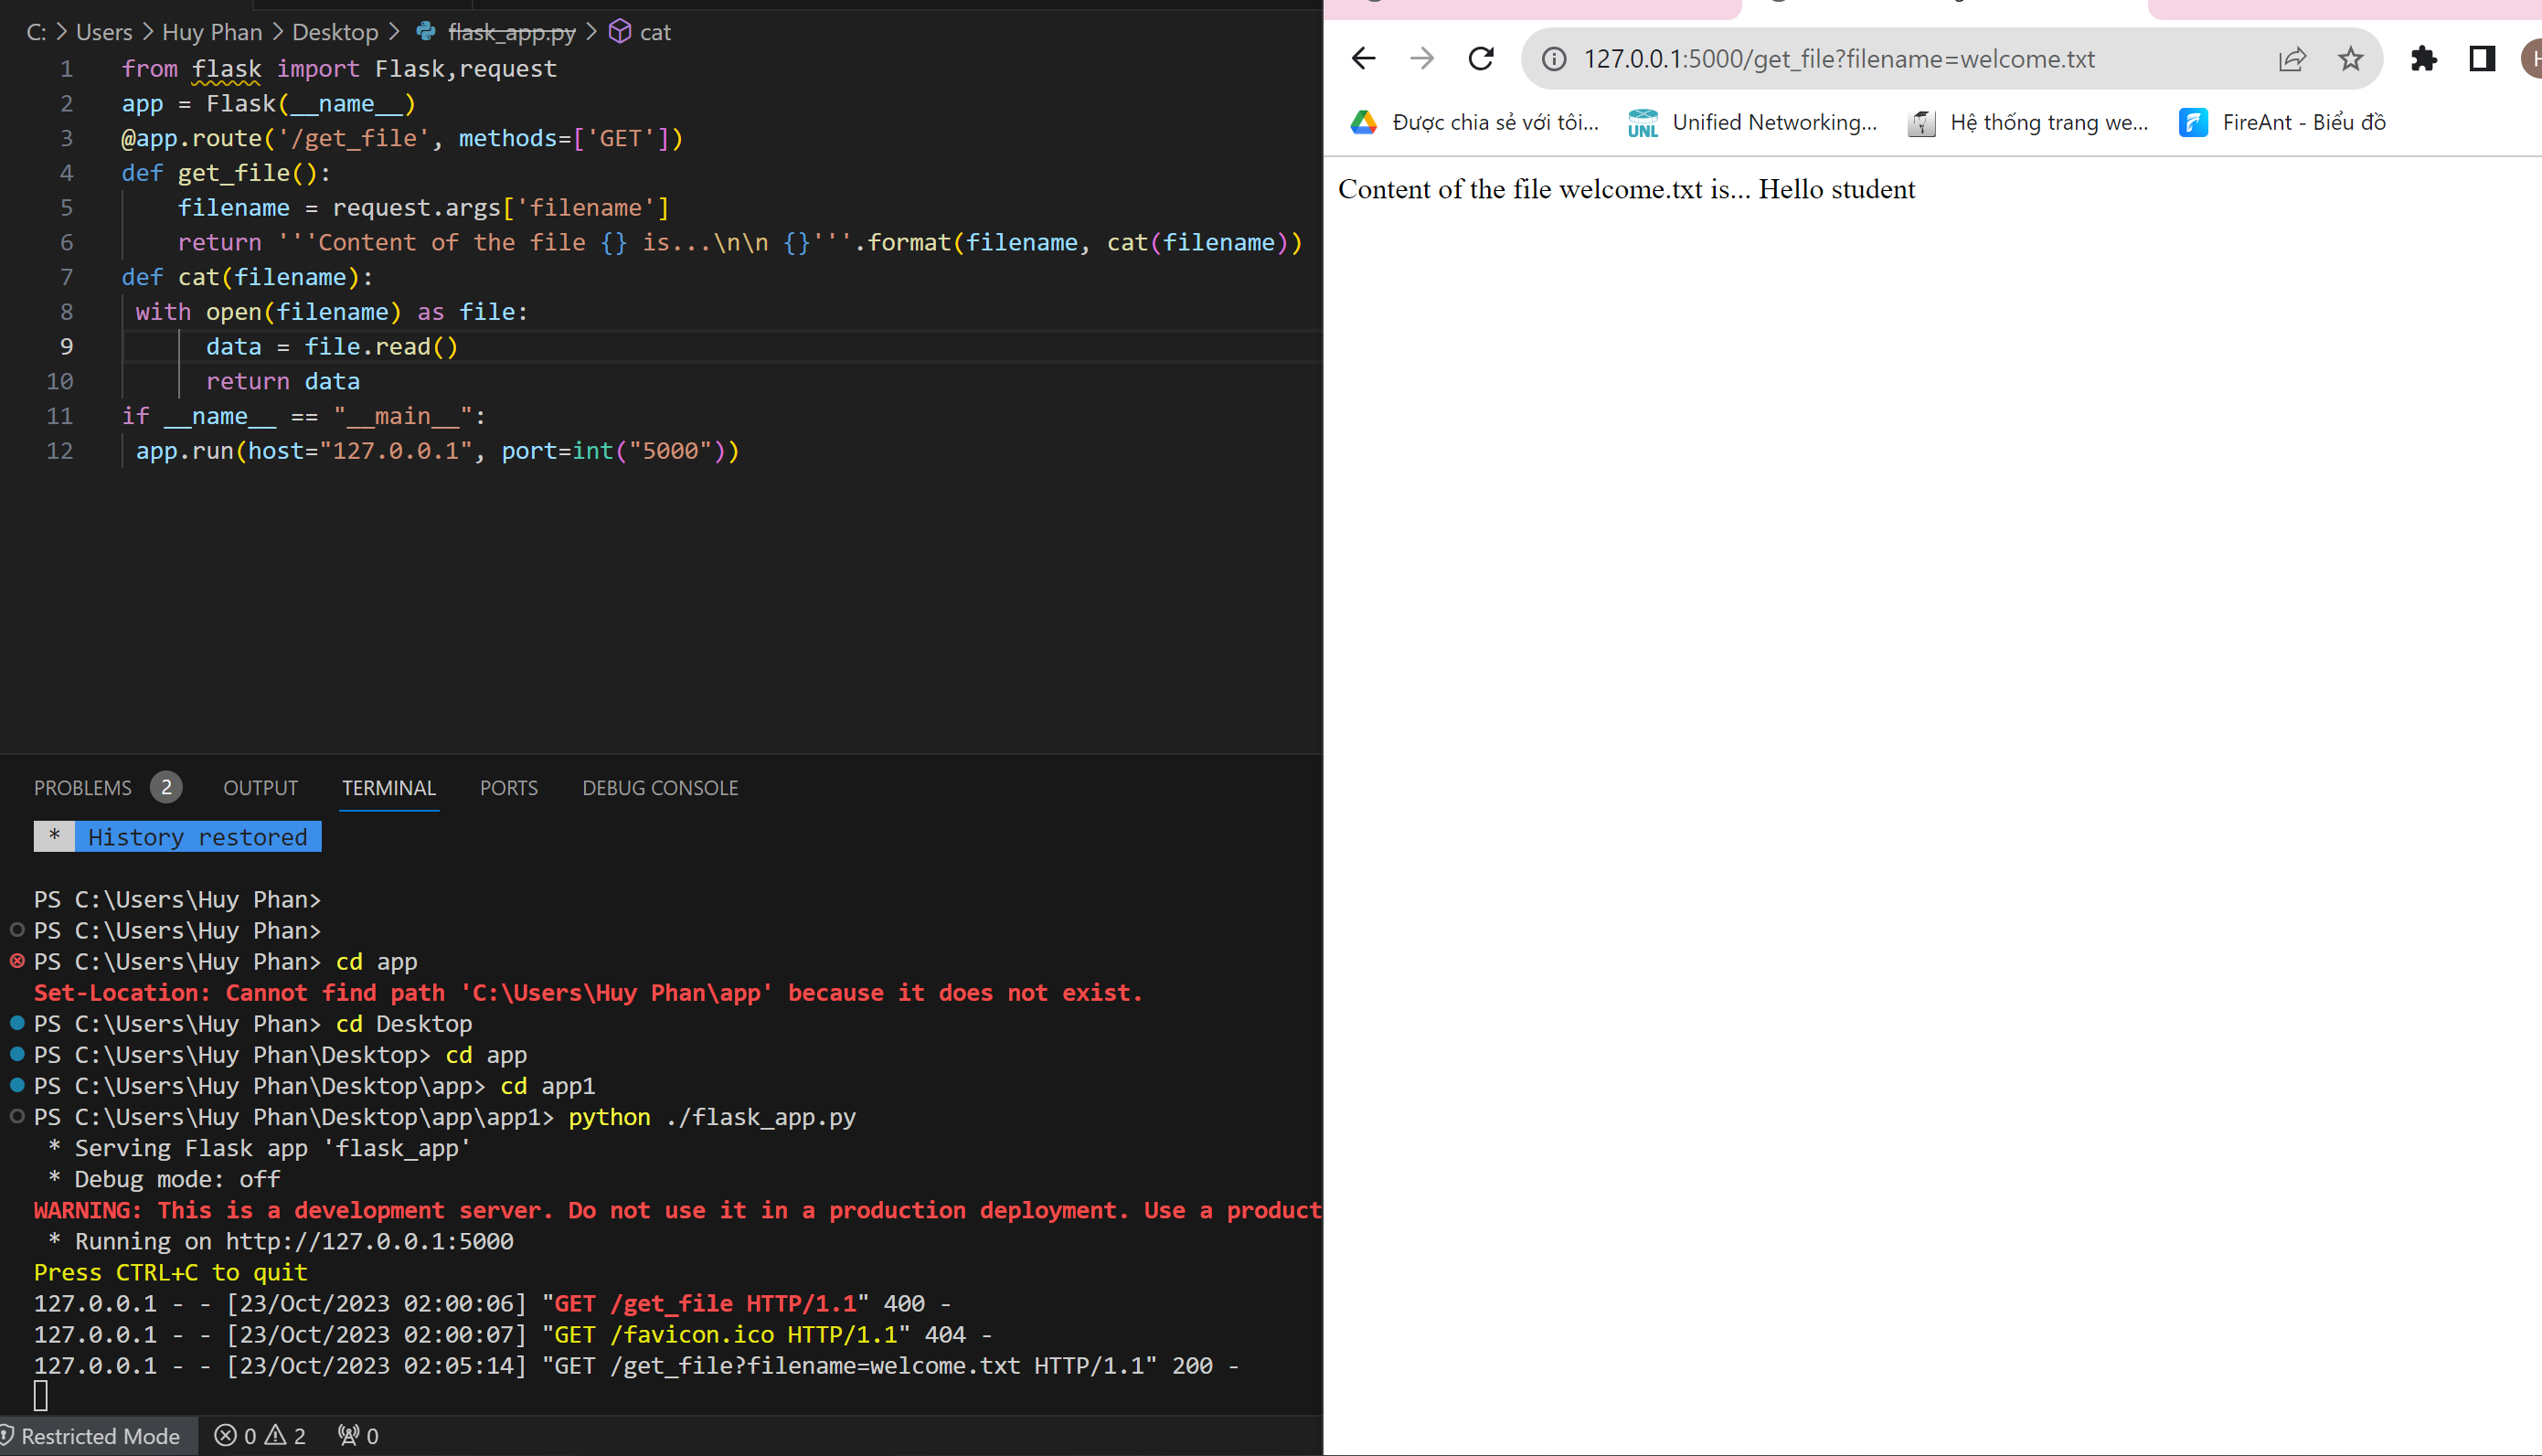 C: > Users > Huy Phan > Desktop > flask_app.py > cat
1 from flask import Flask,request
2 app = Flask(__name__)
3 @app.route('/get_file', methods=['GET'])
4 def get_file():
5     filename = request.args['filename']
6     return '''Content of the file {} is...\n\n {}'''.format(filename, cat(filename))
7 def cat(filename):
8  with open(filename) as file:
9       data = file.read()
10       return data
11 if __name__ == "__main__":
12  app.run(host="127.0.0.1", port=int("5000"))
PROBLEMS 2 OUTPUT TERMINAL PORTS DEBUG CONSOLE
* History restored
PS C:\Users\Huy Phan>
PS C:\Users\Huy Phan>
PS C:\Users\Huy Phan> cd app
Set-Location: Cannot find path 'C:\Users\Huy Phan\app' because it does not exist.
PS C:\Users\Huy Phan> cd Desktop
PS C:\Users\Huy Phan\Desktop> cd app
PS C:\Users\Huy Phan\Desktop\app> cd app1
PS C:\Users\Huy Phan\Desktop\app\app1> python ./flask_app.py
 * Serving Flask app 'flask_app'
 * Debug mode: off
WARNING: This is a development server. Do not use it in a production deployment. Use a product
 * Running on http://127.0.0.1:5000
Press CTRL+C to quit
127.0.0.1 - - [23/Oct/2023 02:00:06] "GET /get_file HTTP/1.1" 400 -
127.0.0.1 - - [23/Oct/2023 02:00:07] "GET /favicon.ico HTTP/1.1" 404 -
127.0.0.1 - - [23/Oct/2023 02:05:14] "GET /get_file?filename=welcome.txt HTTP/1.1" 200 -
Restricted Mode 0 2 0
127.0.0.1:5000/get_file?filename=welcome.txt
Được chia sẻ với tôi... UNL Unified Networking... Hệ thống trang we... FireAnt - Biểu đồ
Content of the file welcome.txt is... Hello student